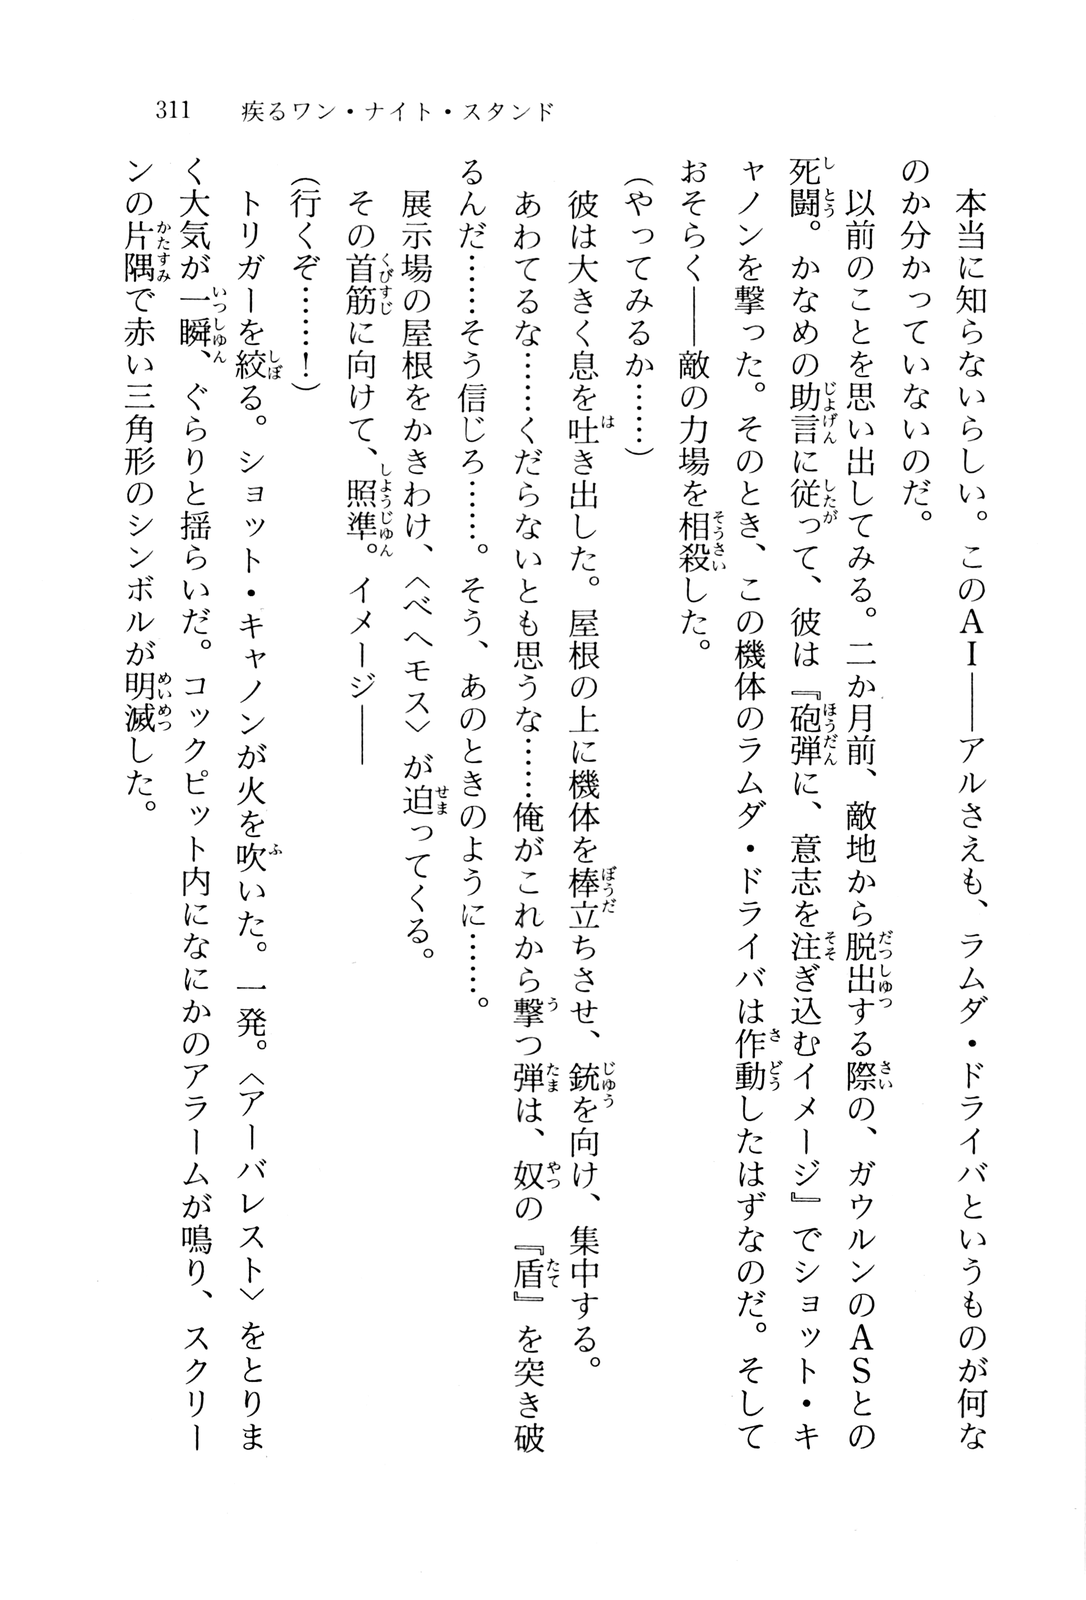 311 疾るワン・ナイト・スタンド
　本当に知らないらしい。このＡＩ――アルさえも、ラムダ・ドライバというものが何な
のか分かっていないのだ。
　以前のことを思い出してみる。二か月前、敵地から脱出する際の、ガウルンのＡＳとの
死闘。かなめの助言に従って、彼は『砲弾に、意志を注ぎ込むイメージ』でショット・キ
ャノンを撃った。そのとき、この機体のラムダ・ドライバは作動したはずなのだ。そして
おそらく――敵の力場を相殺した。
（やってみるか……）
　彼は大きく息を吐き出した。屋根の上に機体を棒立ちさせ、銃を向け、集中する。
　あわてるな……くだらないとも思うな……俺がこれから撃つ弾は、奴の『盾』を突き破
るんだ……そう信じろ……。そう、あのときのように……。
　展示場の屋根をかきわけ、〈ベヘモス〉が迫ってくる。
　その首筋に向けて、照準。イメージ――
（行くぞ……！）
　トリガーを絞る。ショット・キャノンが火を吹いた。一発。〈アーバレスト〉をとりま
く大気が一瞬、ぐらりと揺らいだ。コックピット内になにかのアラームが鳴り、スクリー
ンの片隅で赤い三角形のシンボルが明滅した。